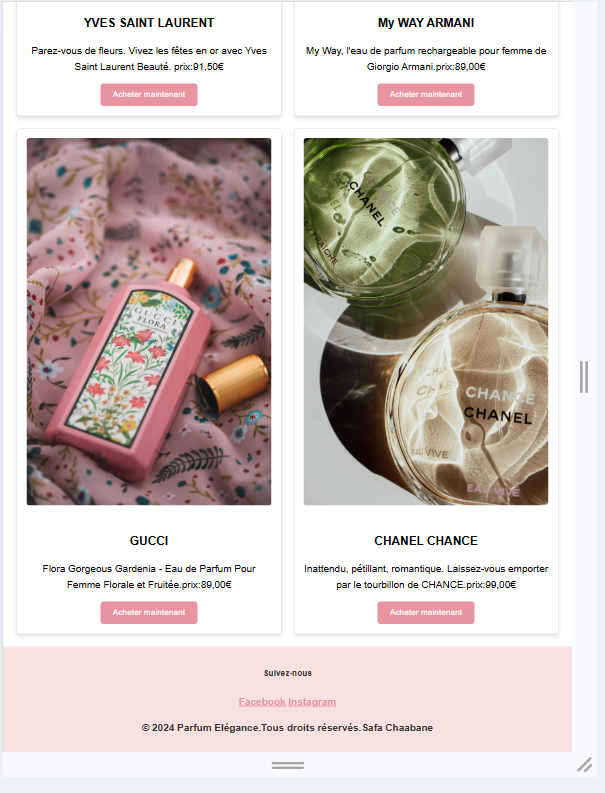 YVES SAINT LAURENT
Parez-vous de fleurs. Vivez les fêtes en or avec Yves
Saint Laurent Beauté. prix:91,50€
Acheter maintenant
My WAY ARMANI
My Way, l'eau de parfum rechargeable pour femme de
Giorgio Armani.prix:89,00€
Acheter maintenant
GUCCI
FLORA
GUCCI
Flora Gorgeous Gardenia - Eau de Parfum Pour
Femme Florale et Fruitée.prix:89,00€
Acheter maintenant
CHANEL
EAU FRAÎCHE
CHANCE
CHANEL
EAU VIVE
EAU VIVE
CHANEL CHANCE
Inattendu, pétillant, romantique. Laissez-vous emporter
par le tourbillon de CHANCE.prix:99,00€
Acheter maintenant
Suivez-nous
Facebook Instagram
© 2024 Parfum Elégance.Tous droits réservés.Safa Chaabane